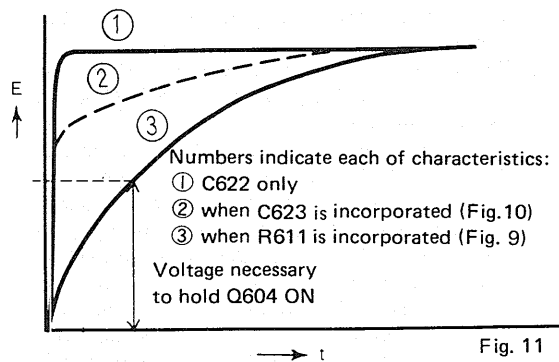 ①
②
E
③
Numbers indicate each of characteristics:
① C622 only
② when C623 is incorporated (Fig.10)
③ when R611 is incorporated (Fig. 9)
Voltage necessary
to hold Q604 ON
t
Fig. 11